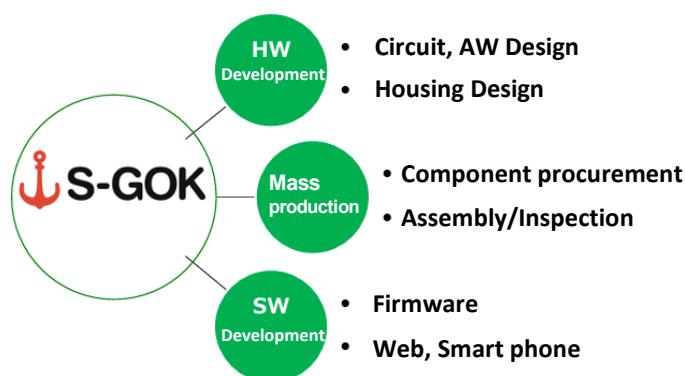 S-GOK
HW
Development
• Circuit, AW Design
• Housing Design
Mass
production
• Component procurement
• Assembly/Inspection
SW
Development
• Firmware
• Web, Smart phone